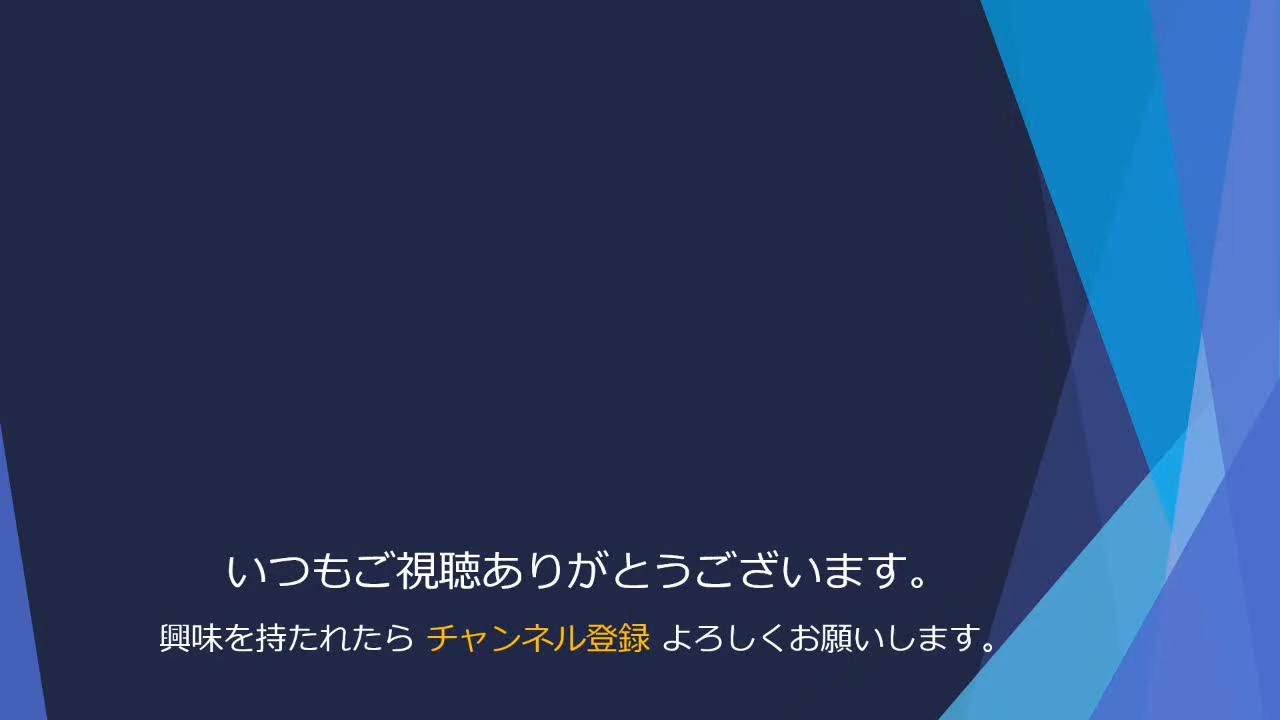 いつもご視聴ありがとうございます。
興味を持たれたら チャンネル登録 よろしくお願いします。